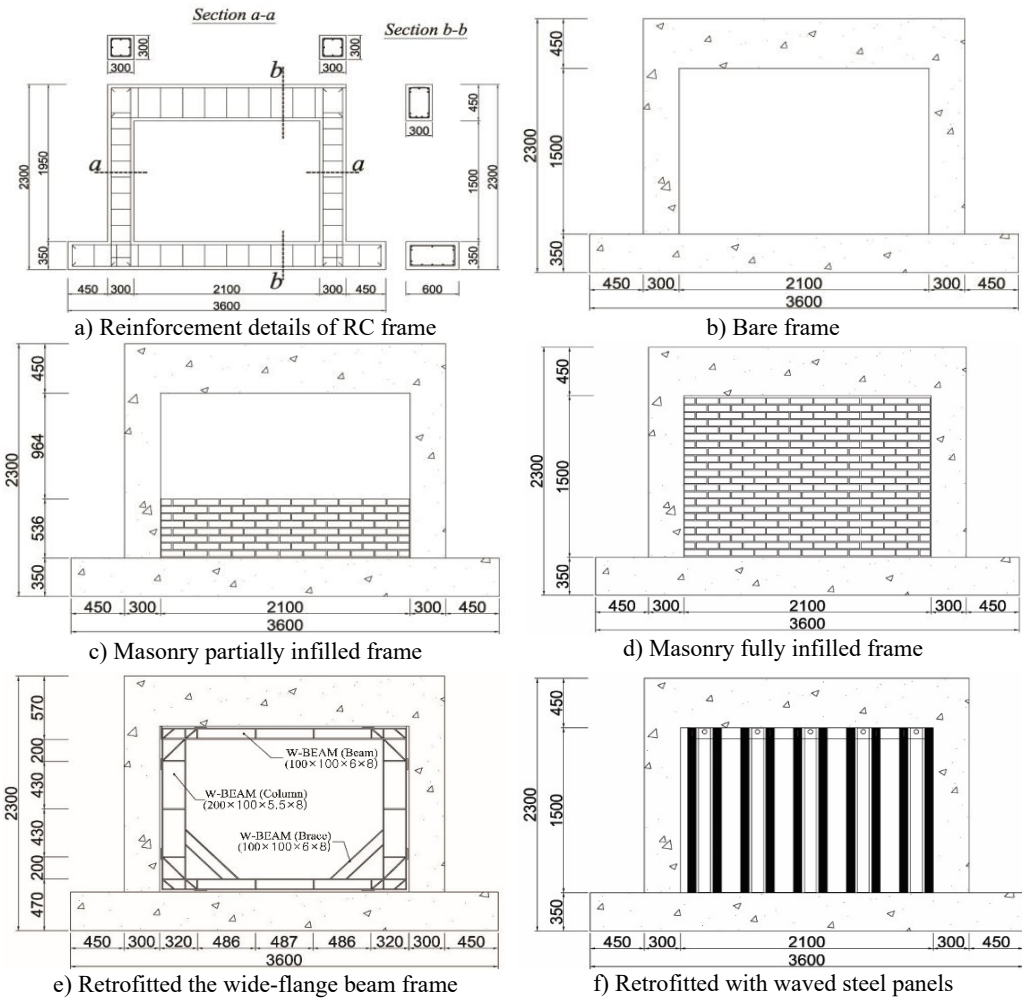 Section a-a
Section b-b
300
300
300
300
b
a
a
b
2300
1950
350
450
1500
2300
350
300
600
450 300 2100 300 450
3600
a) Reinforcement details of RC frame
450
2300
1500
350
450 300 2100 300 450
3600
b) Bare frame
450
964
2300
536
350
450 300 2100 300 450
3600
c) Masonry partially infilled frame
450
2300
1500
350
450 300 2100 300 450
3600
d) Masonry fully infilled frame
570
200
430
2300
430
200
470
W-BEAM (Beam)
(100×100×6×8)
W-BEAM (Column)
(200×100×5.5×8)
W-BEAM (Brace)
(100×100×6×8)
450 300 320 486 487 486 320 300 450
3600
e) Retrofitted the wide-flange beam frame
450
2300
1500
350
450 300 2100 300 450
3600
f) Retrofitted with waved steel panels